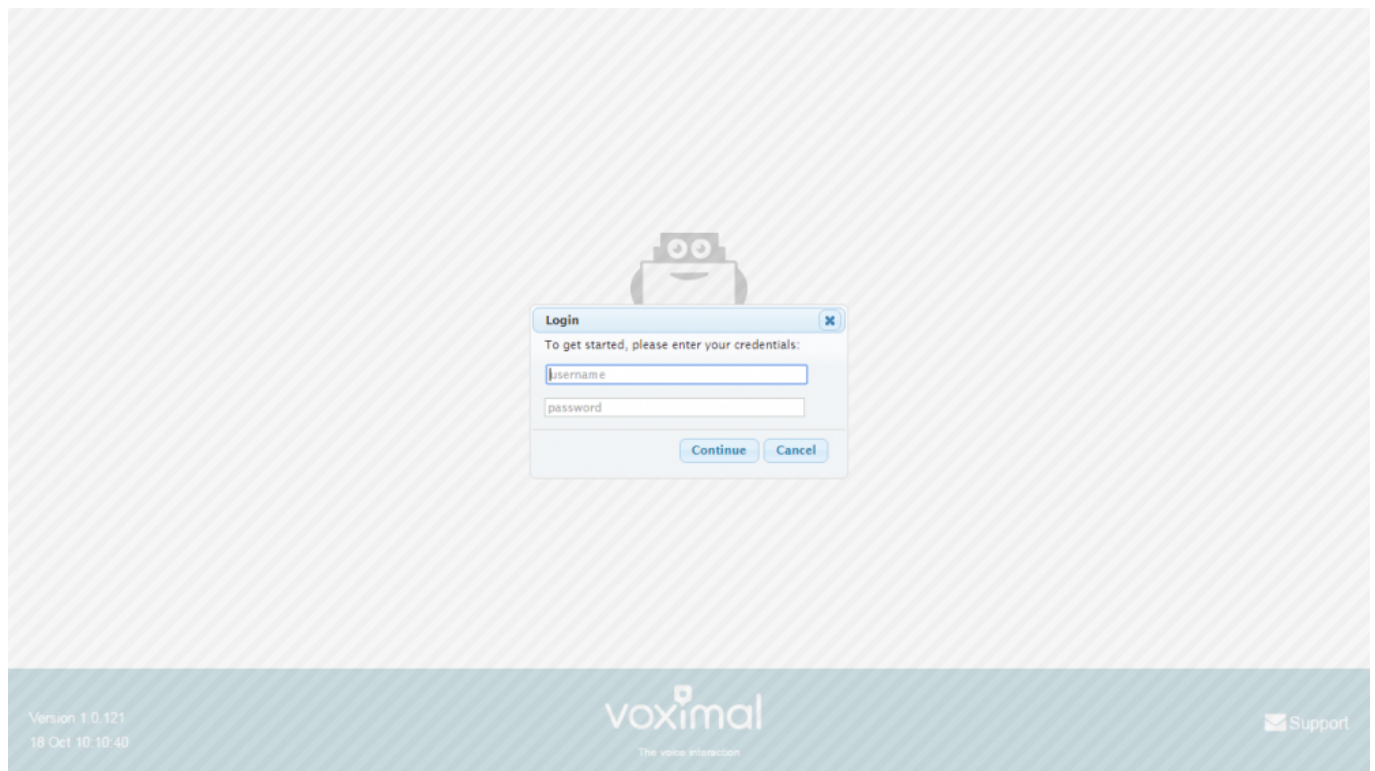 Login
To get started, please enter your credentials:
username
password
Continue Cancel
Version 1.0.121
18 Oct 10:10:40
voximal
The voice interaction
Support